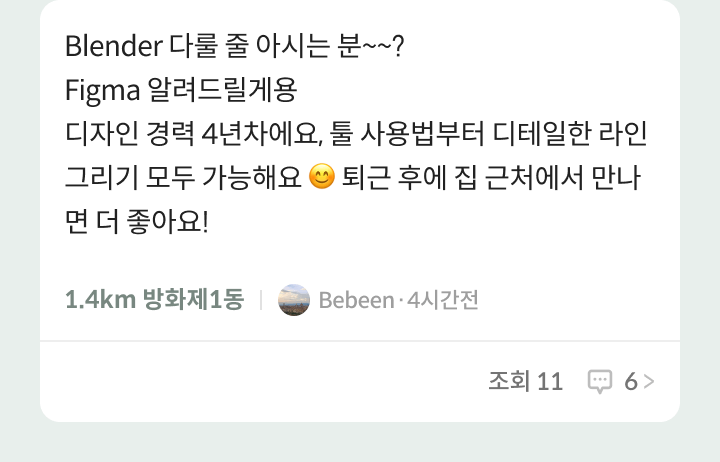 Blender 다룰 줄 아시는 분~~?
Figma 알려드릴게용
디자인 경력 4년차에요, 툴 사용법부터 디테일한 라인
그리기 모두 가능해요 😊 퇴근 후에 집 근처에서 만나
면 더 좋아요!
1.4km 방화제1동 | Bebeen · 4시간전
조회 11 6 >